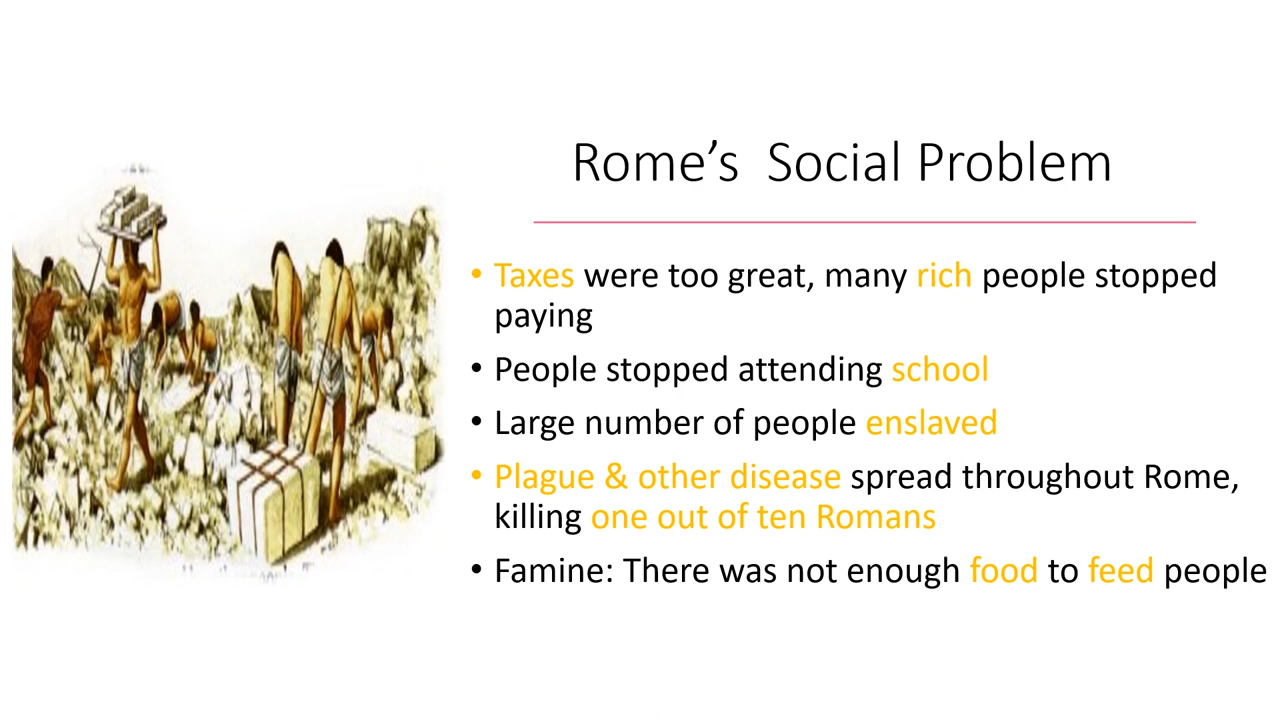 Rome's  Social Problem
• Taxes were too great, many rich people stopped
paying
• People stopped attending school
• Large number of people enslaved
• Plague & other disease spread throughout Rome,
killing one out of ten Romans
• Famine: There was not enough food to feed people